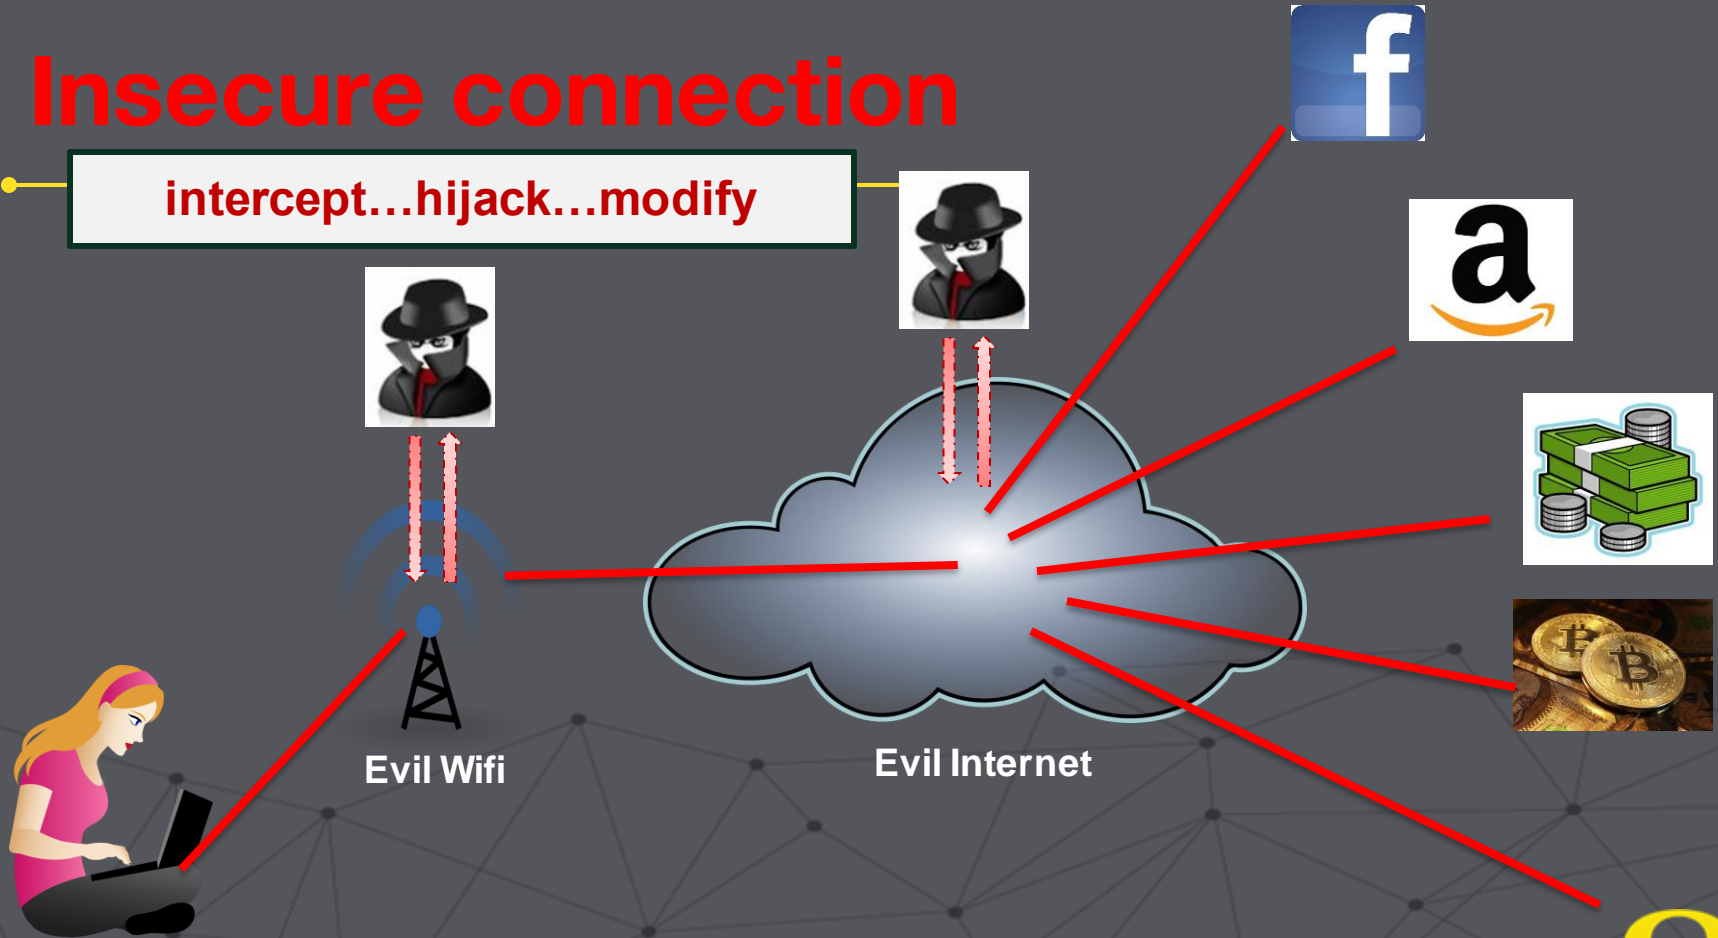 Insecure connection
intercept…hijack…modify
f
a
Evil Wifi
Evil Internet